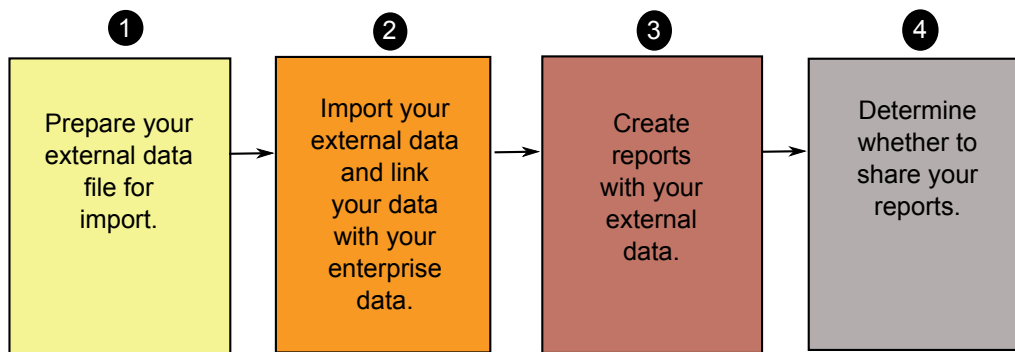 1
Prepare your
external data
file for
import.
2
Import your
external data
and link
your data
with your
enterprise
data.
3
Create
reports
with your
external
data.
4
Determine
whether to
share your
reports.